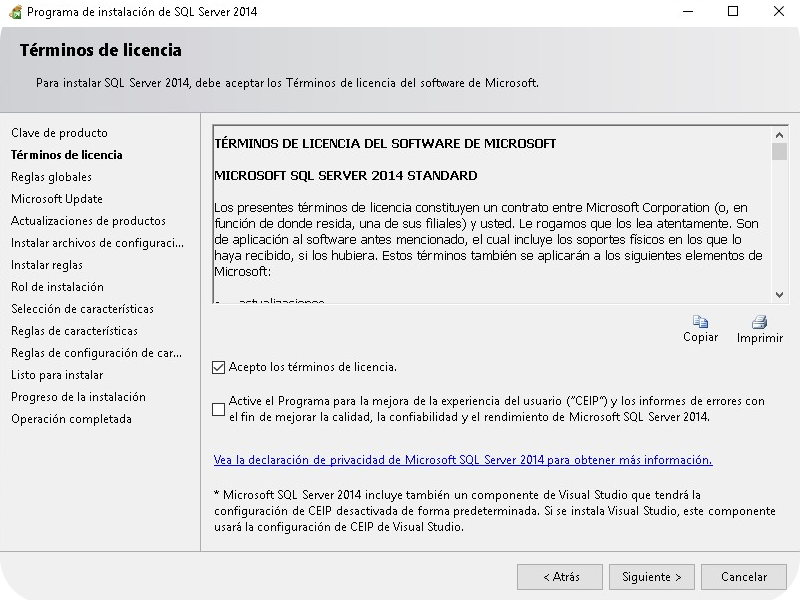 Programa de instalación de SQL Server 2014
Términos de licencia
Para instalar SQL Server 2014, debe aceptar los Términos de licencia del software de Microsoft.
Clave de producto
Términos de licencia
Reglas globales
Microsoft Update
Actualizaciones de productos
Instalar archivos de configuraci...
Instalar reglas
Rol de instalación
Selección de características
Reglas de características
Reglas de configuración de car...
Listo para instalar
Progreso de la instalación
Operación completada
TÉRMINOS DE LICENCIA DEL SOFTWARE DE MICROSOFT
MICROSOFT SQL SERVER 2014 STANDARD
Los presentes términos de licencia constituyen un contrato entre Microsoft Corporation (o, en
función de donde resida, una de sus filiales) y usted. Le rogamos que los lea atentamente. Son
de aplicación al software antes mencionado, el cual incluye los soportes físicos en los que lo
haya recibido, si los hubiera. Estos términos también se aplicarán a los siguientes elementos de
Microsoft:
- actualizaciones
Copiar
Imprimir
Acepto los términos de licencia.
Active el Programa para la mejora de la experiencia del usuario ("CEIP") y los informes de errores con
el fin de mejorar la calidad, la confiabilidad y el rendimiento de Microsoft SQL Server 2014.
Vea la declaración de privacidad de Microsoft SQL Server 2014 para obtener más información.
* Microsoft SQL Server 2014 incluye también un componente de Visual Studio que tendrá la
configuración de CEIP desactivada de forma predeterminada. Si se instala Visual Studio, este componente
usará la configuración de CEIP de Visual Studio.
< Atrás
Siguiente >
Cancelar